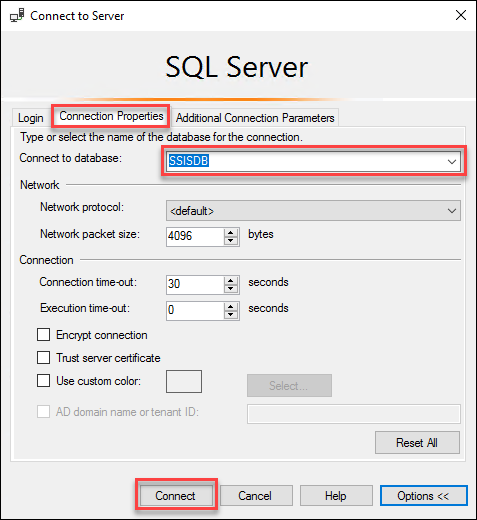 Connect to Server
SQL Server
Login Connection Properties Additional Connection Parameters
Type or select the name of the database for the connection.
Connect to database: SSISDB
Network
Network protocol: <default>
Network packet size: 4096 bytes
Connection
Connection time-out: 30 seconds
Execution time-out: 0 seconds
Encrypt connection
Trust server certificate
Use custom color: Select...
AD domain name or tenant ID:
Reset All
Connect Cancel Help Options <<